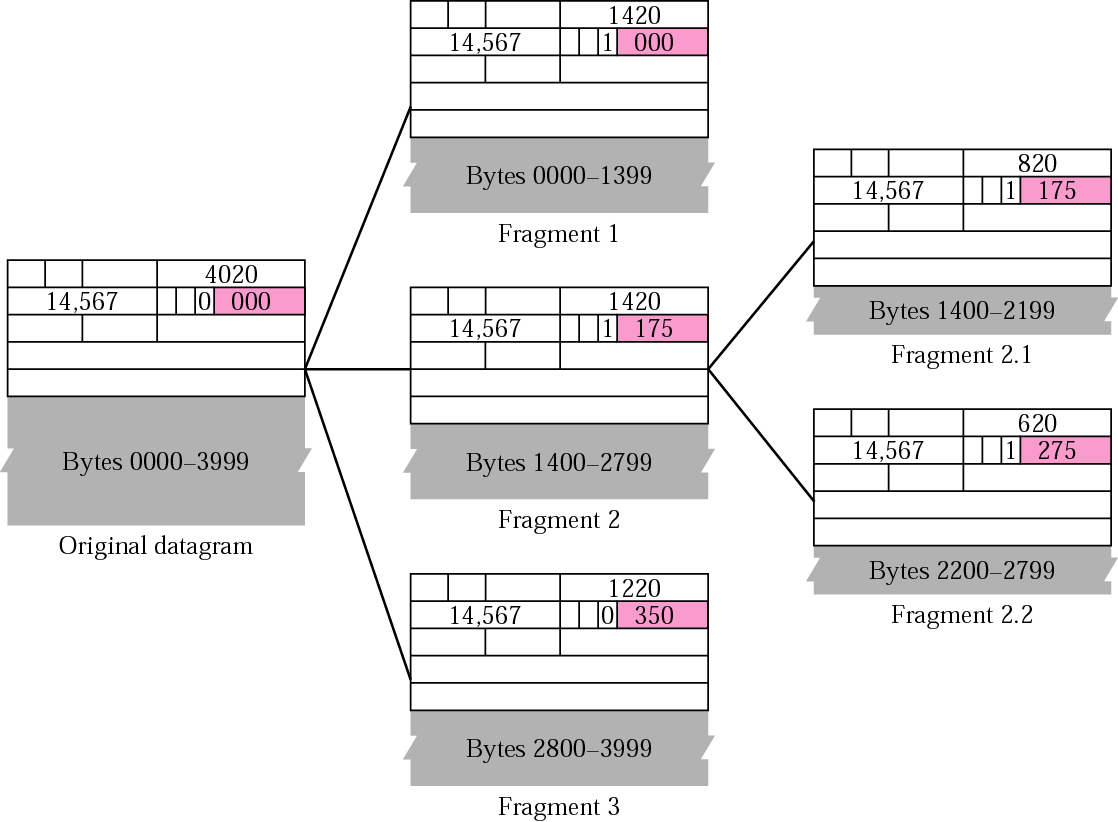 4020
14,567 0 000
Bytes 0000–3999
Original datagram
1420
14,567 1 000
Bytes 0000–1399
Fragment 1
1420
14,567 1 175
Bytes 1400–2799
Fragment 2
1220
14,567 0 350
Bytes 2800–3999
Fragment 3
820
14,567 1 175
Bytes 1400–2199
Fragment 2.1
620
14,567 1 275
Bytes 2200–2799
Fragment 2.2